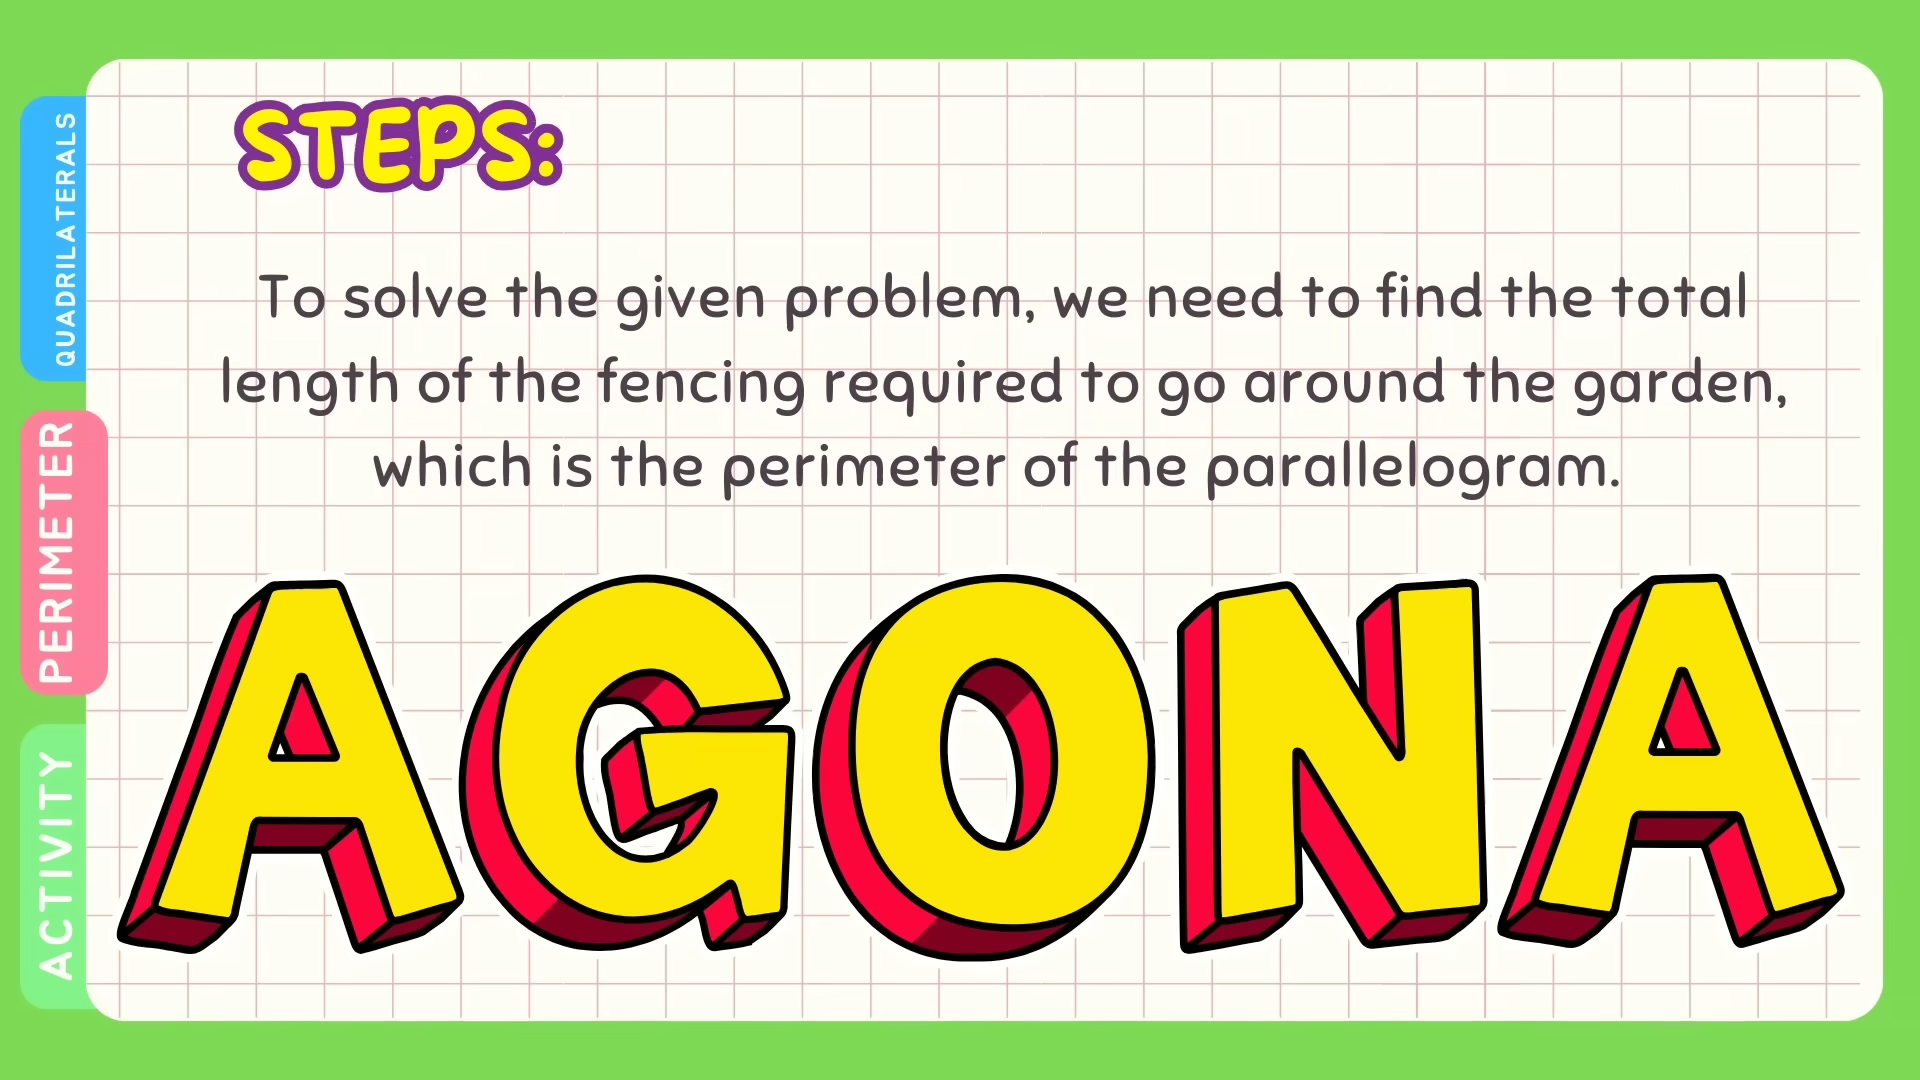 STEPS:
To solve the given problem, we need to find the total
length of the fencing required to go around the garden,
which is the perimeter of the parallelogram.
AGONA
QUADRILATERALS
PERIMETER
ACTIVITY